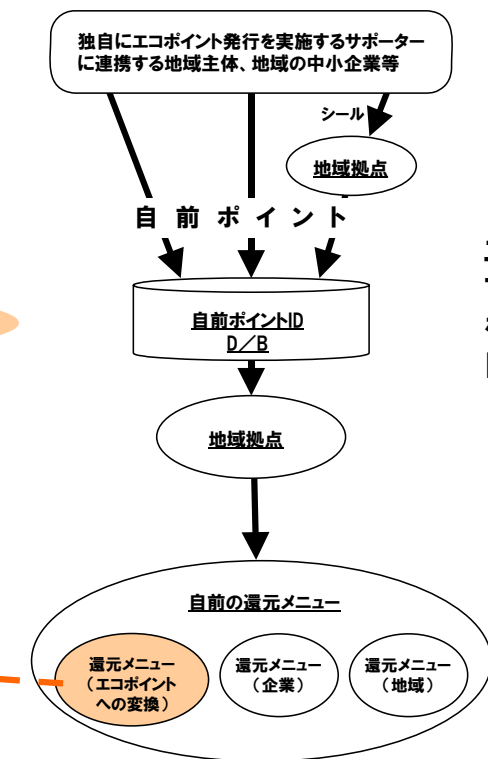 独自にエコポイント発行を実施するサポーター
に連携する地域主体、地域の中小企業等
シール
地域拠点
自前ポイント
自前ポイントID
D／B
地域拠点
自前の還元メニュー
還元メニュー
（エコポイント
への変換）
還元メニュー
（企業）
還元メニュー
（地域）